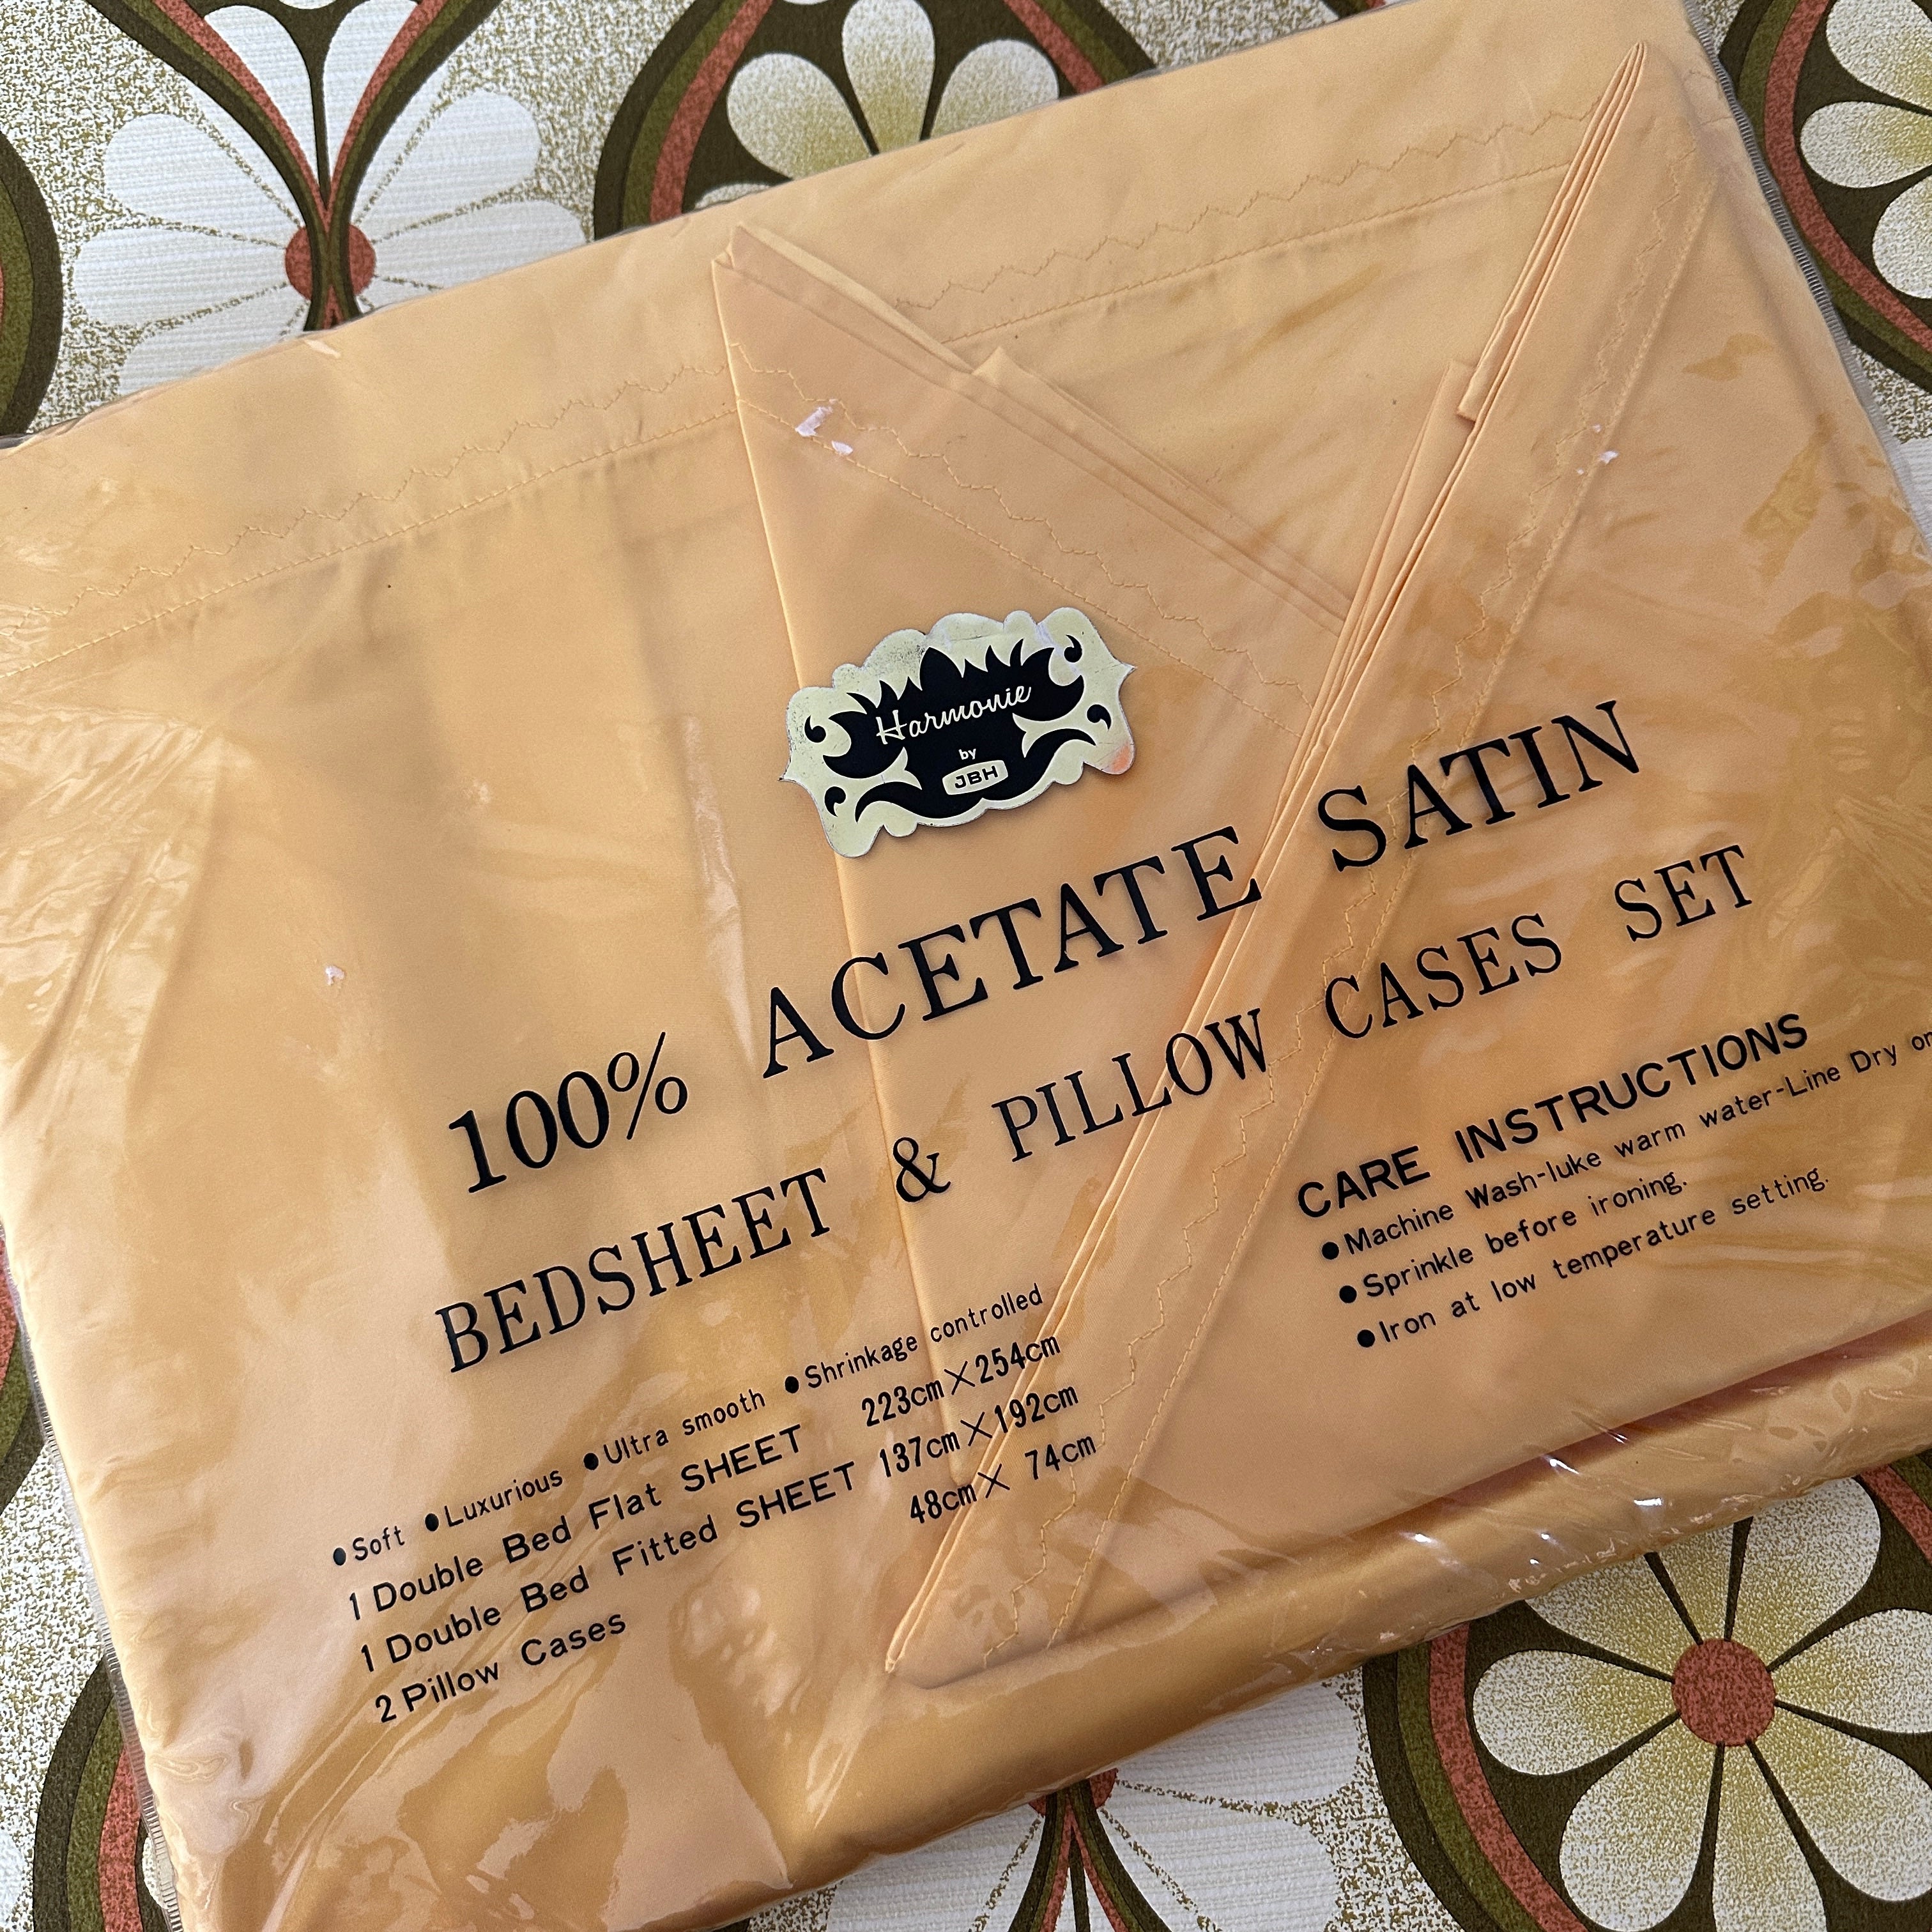 Harmonie
by
JBH
100% ACETATE SATIN
BEDSHEET & PILLOW CASES SET
●Soft ●Luxurious ●Ultra smooth ●Shrinkage controlled
1 Double Bed Flat SHEET 223cm×254cm
1 Double Bed Fitted SHEET 137cm×192cm
2 Pillow Cases 48cm× 74cm
CARE INSTRUCTIONS
●Machine Wash-luke warm water-Line Dry
●Sprinkle before ironing.
●Iron at low temperature setting.